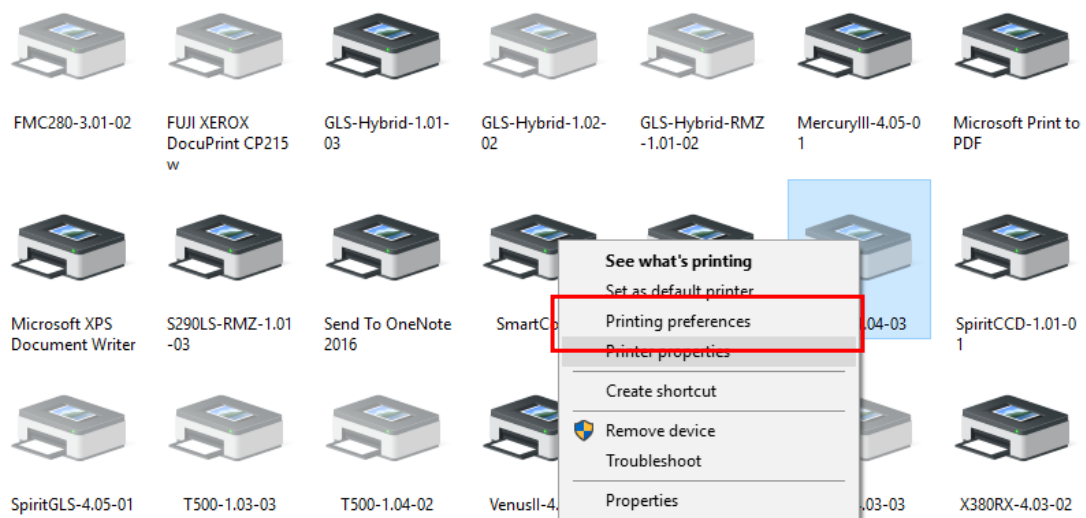 FMC280-3.01-02
FUJI XEROX
DocuPrint CP215
w
GLS-Hybrid-1.01-
03
GLS-Hybrid-1.02-
02
GLS-Hybrid-RMZ
-1.01-02
MercuryIII-4.05-0
1
Microsoft Print to
PDF
Microsoft XPS
Document Writer
S290LS-RMZ-1.01
-03
Send To OneNote
2016
SmartCo
.04-03
SpiritCCD-1.01-0
1
See what's printing
Set as default printer
Printing preferences
Printer properties
Create shortcut
Remove device
Troubleshoot
Properties
SpiritGLS-4.05-01
T500-1.03-03
T500-1.04-02
VenusII-4.
.03-03
X380RX-4.03-02